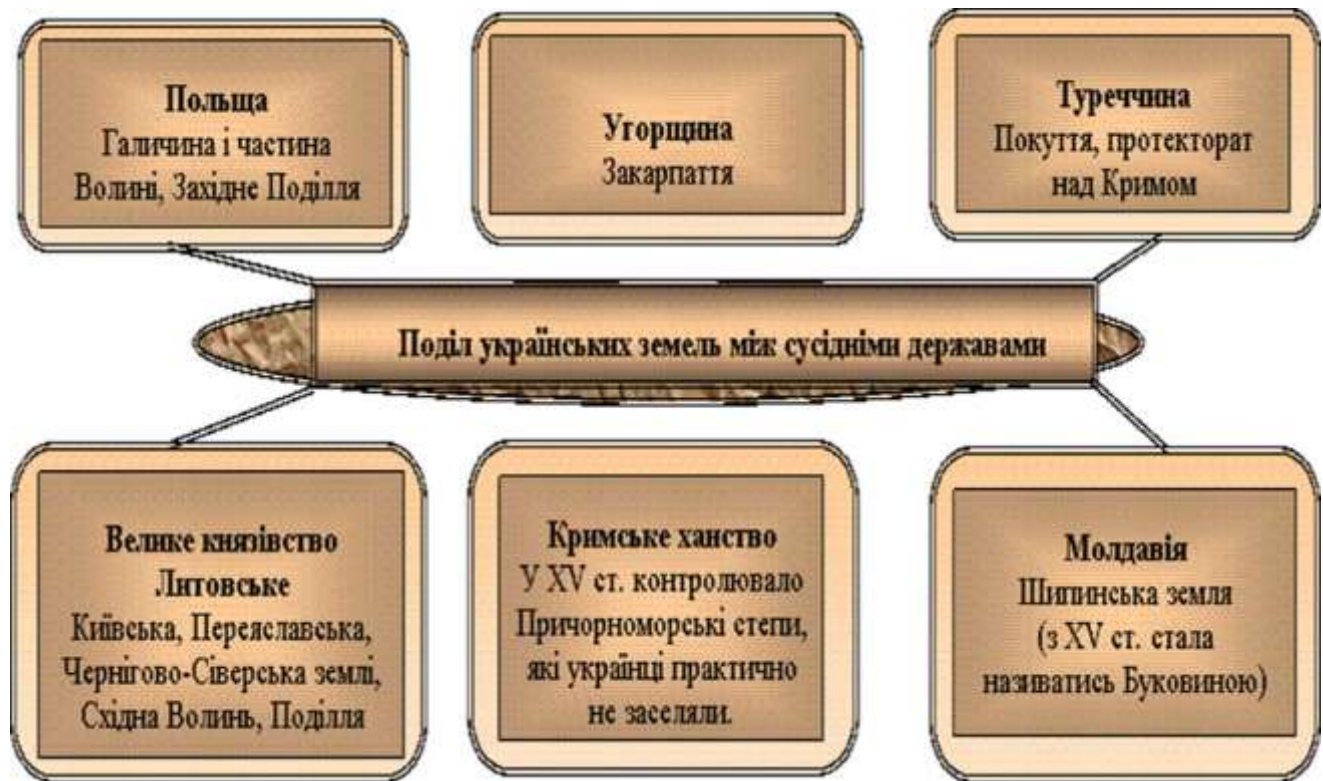 Польща
Галичина і частина
Волині, Західне Поділля
Угорщина
Закарпаття
Туреччина
Покуття, протекторат
над Кримом
Поділ українських земель між сусідніми державами
Велике князівство
Литовське
Київська, Переяславська,
Чернігово-Сіверська землі,
Східна Волинь, Поділля
Кримське ханство
У XV ст. контролювало
Причорноморські степи,
які українці практично
не заселяли.
Молдавія
Шипинська земля
(з XV ст. стала
називатись Буковиною)